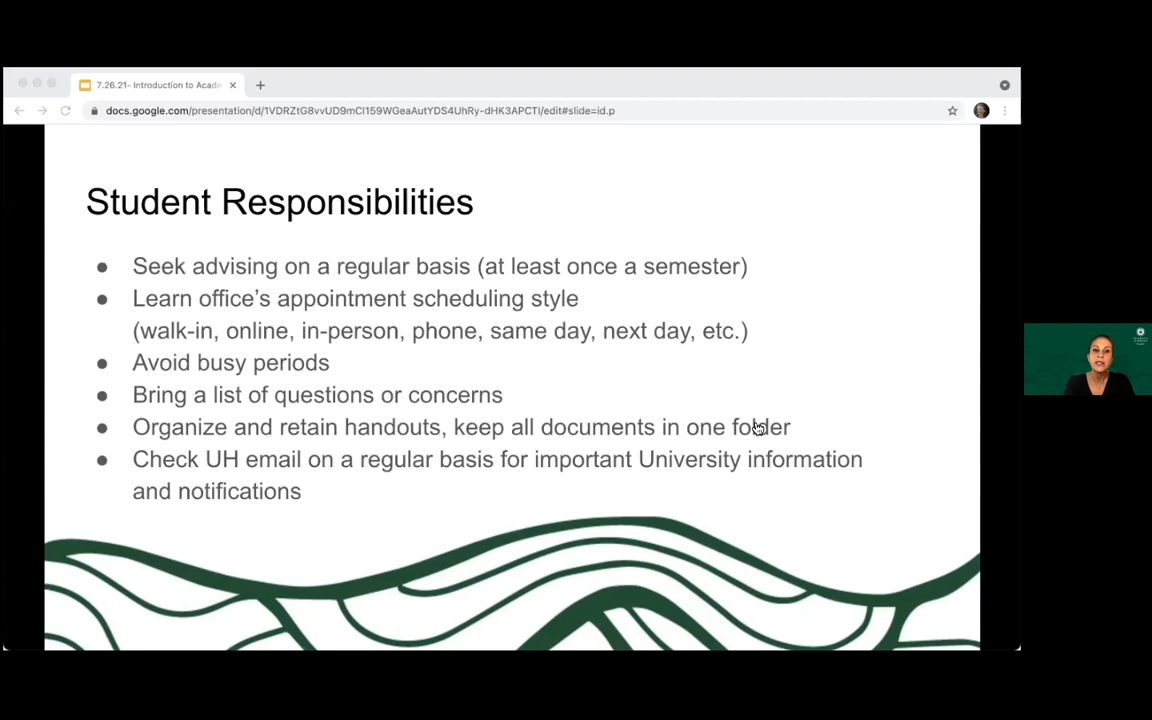 7.26.21- Introduction to Acade
docs.google.com/presentation/d/1VDRZtG8vvUD9mCl159WGeaAutYDS4UhRy-dHK3APCTI/edit#slide=id.p
Student Responsibilities
● Seek advising on a regular basis (at least once a semester)
● Learn office’s appointment scheduling style
(walk-in, online, in-person, phone, same day, next day, etc.)
● Avoid busy periods
● Bring a list of questions or concerns
● Organize and retain handouts, keep all documents in one folder
● Check UH email on a regular basis for important University information
and notifications